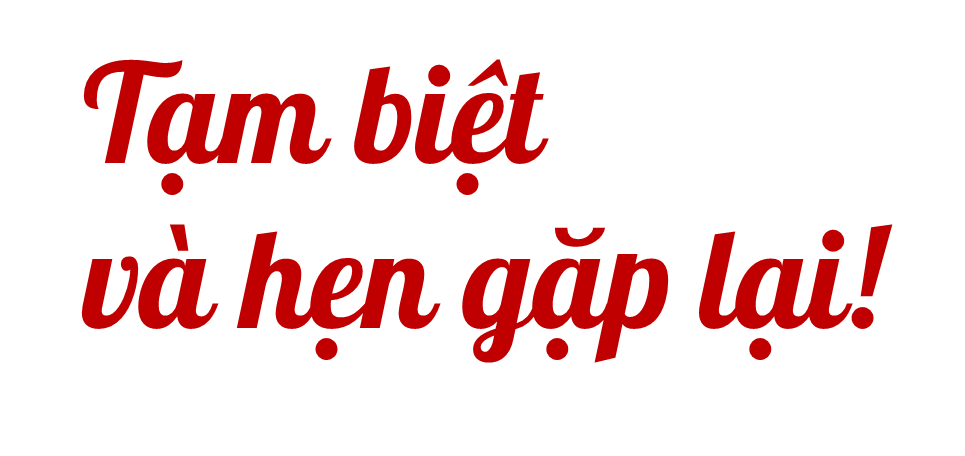 Tạm biệt
và hẹn gặp lại!